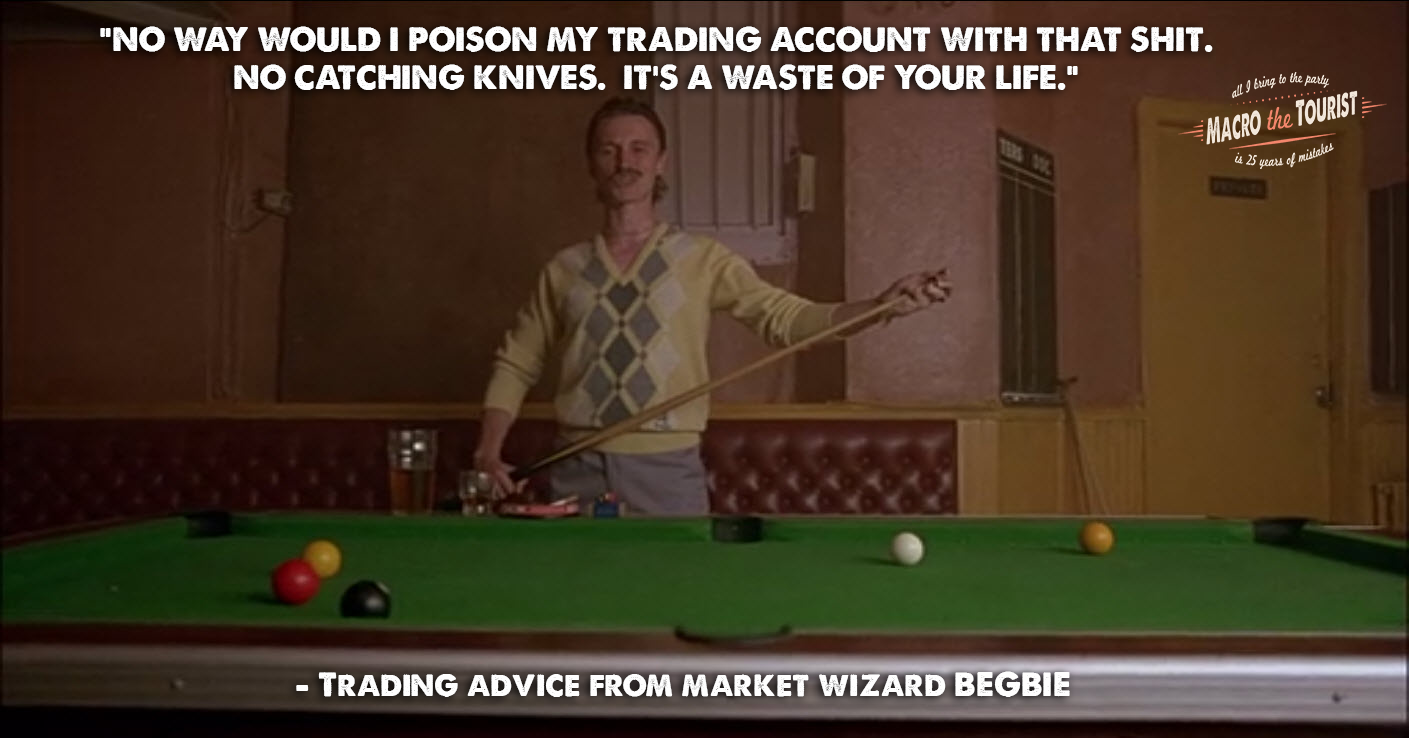 "NO WAY WOULD I POISON MY TRADING ACCOUNT WITH THAT SHIT.
NO CATCHING KNIVES. IT'S A WASTE OF YOUR LIFE."
all I bring to the party
MACRO the TOURIST
is 25 years of mistakes
PRIVATE
- TRADING ADVICE FROM MARKET WIZARD BEGBIE